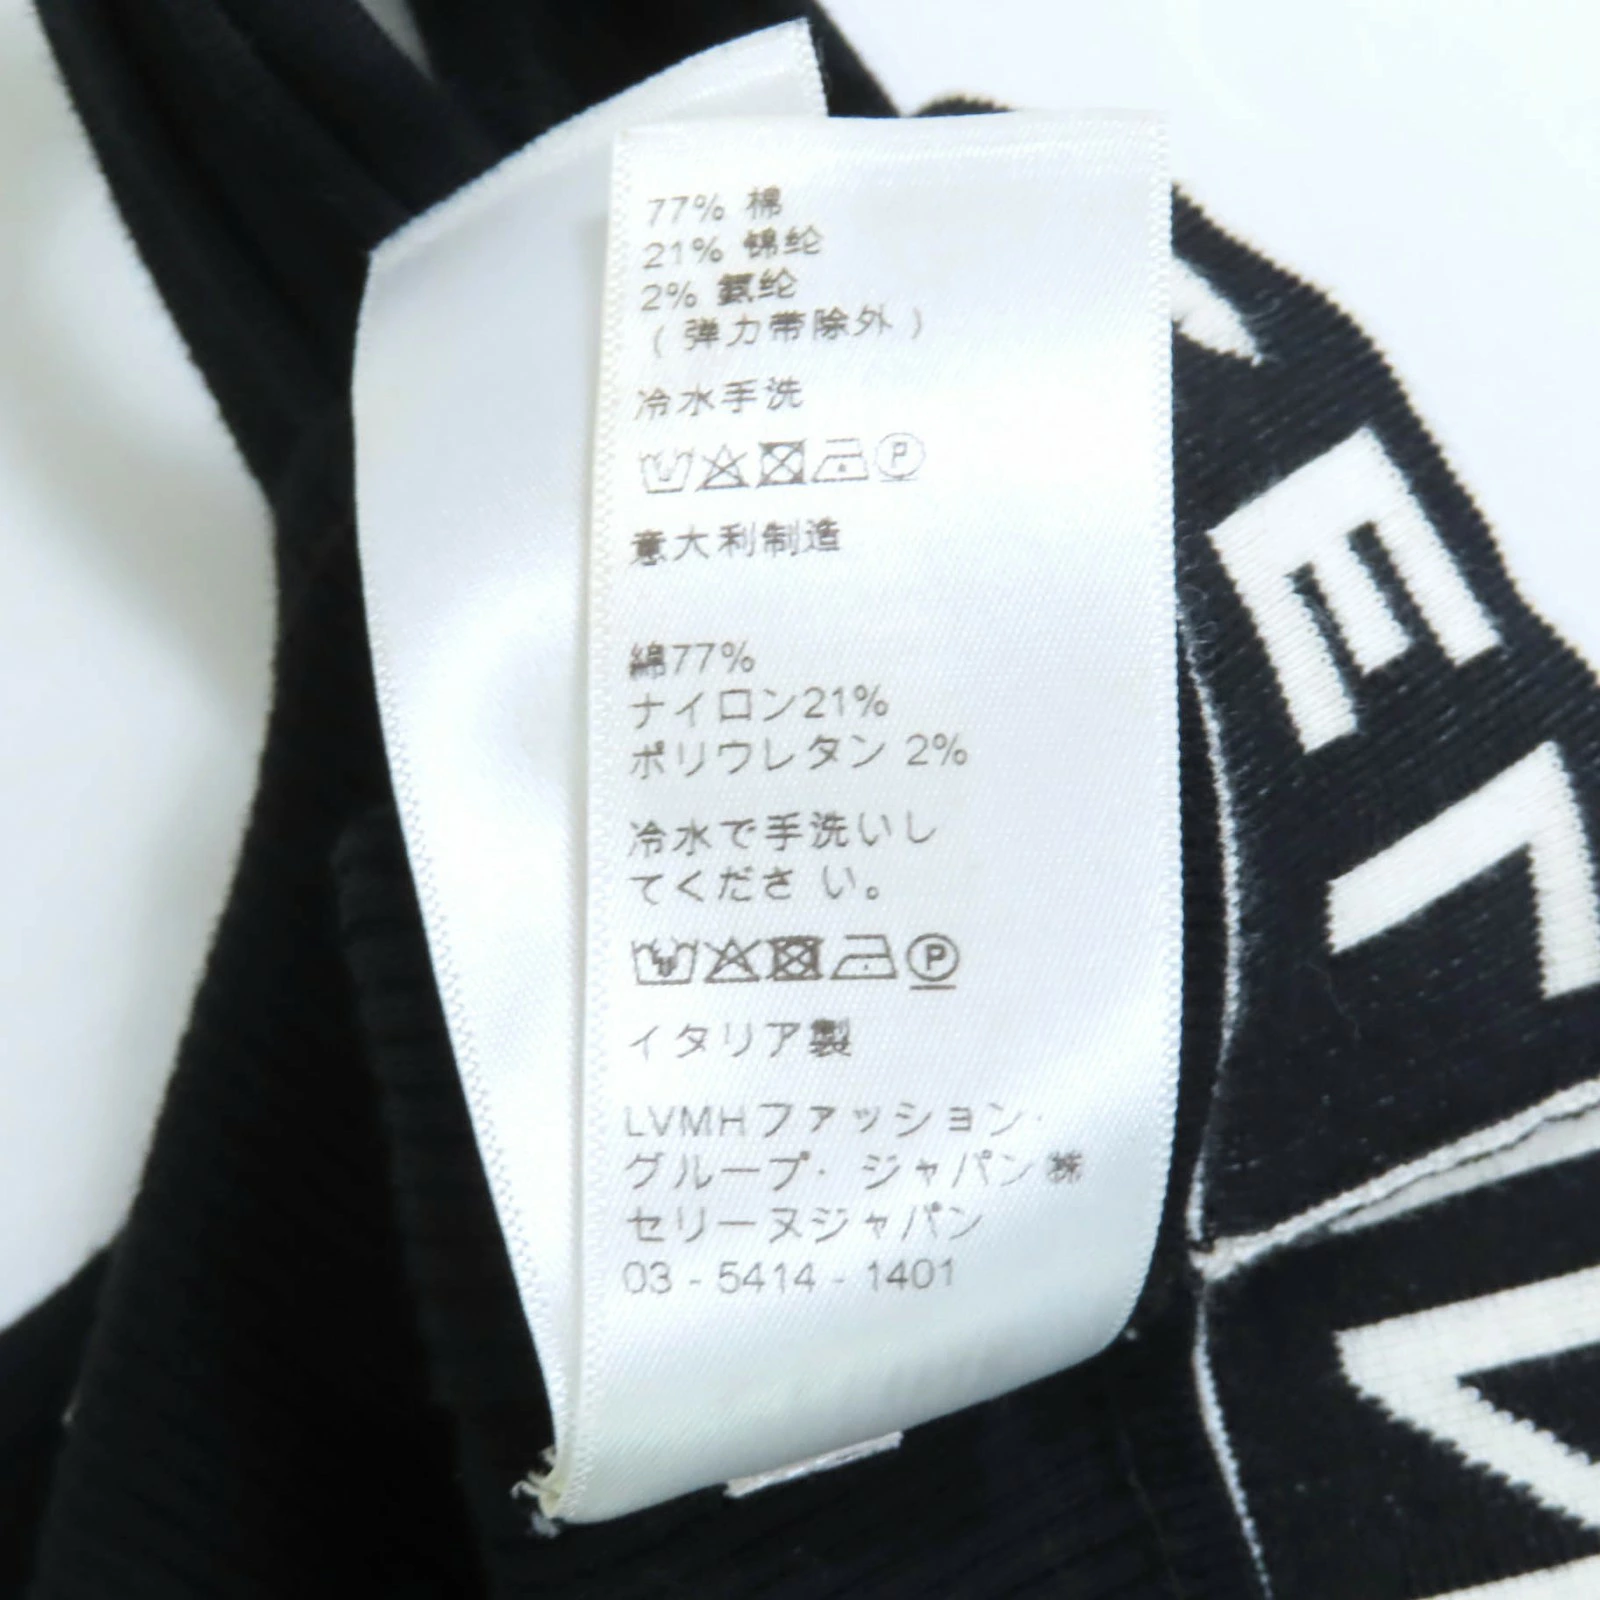 77% 棉
21% 锦纶
2% 氨纶
( 弹力带除外 )
冷水手洗
P
意大利制造
綿77%
ナイロン21%
ポリウレタン 2%
冷水で手洗いし
てくださ い。
P
イタリア製
LVMHファッション·
グループ· ジャパン 株
セリーヌジャパン
03 - 5414 - 1401